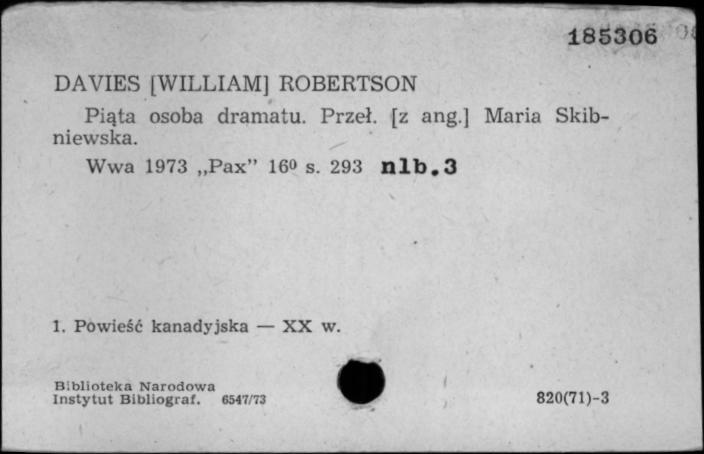 185306
DAVIES [WILLIAM] ROBERTSON
Piąta osoba dramatu. Przeł. [z ang.] Maria Skib-
niewska.
Wwa 1973 „Pax” 16⁰ s. 293 nlb.3
1. Powieść kanadyjska — XX w.
Biblioteka Narodowa
Instytut Bibliograf. 6547/73
820(71)-3